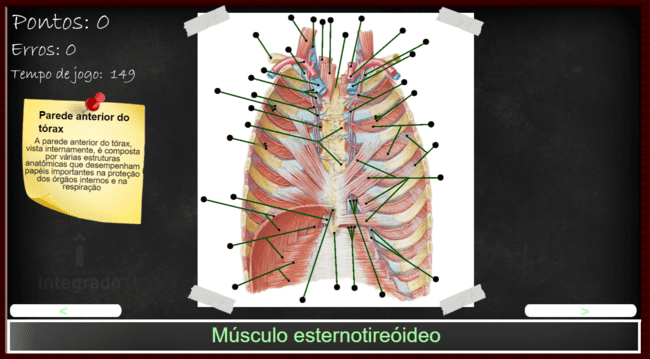 Pontos: 0
Erros: 0
Tempo de jogo: 149
Parede anterior do
tórax
A parede anterior do tórax,
vista internamente, é composta
por várias estruturas
anatômicas que desempenham
papéis importantes na proteção
dos órgãos internos e na
respiração
Integrada
<
>
Músculo esternotireóideo